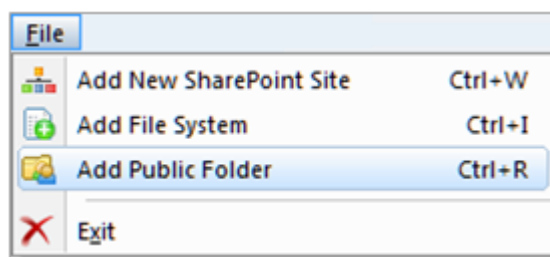 File
Add New SharePoint Site Ctrl+W
Add File System Ctrl+I
Add Public Folder Ctrl+R
Exit